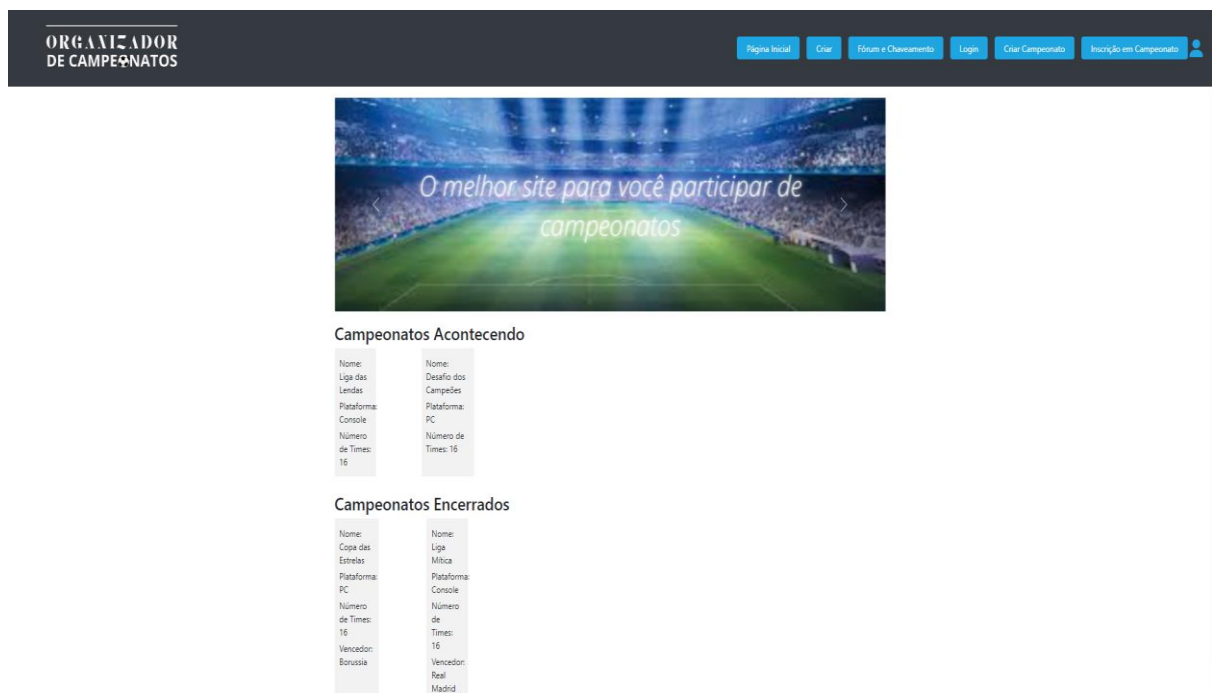 ORGANIZADOR
DE CAMPEONATOS
Página Inicial
Criar
Fórum e Chaveamento
Login
Criar Campeonato
Inscrição em Campeonato
O melhor site para você participar de
campeonatos
Campeonatos Acontecendo
Nome:
Liga das
Lendas
Plataforma:
Console
Número
de Times:
16
Nome:
Desafio dos
Campeões
Plataforma:
PC
Número de
Times: 16
Campeonatos Encerrados
Nome:
Copa das
Estrelas
Plataforma:
PC
Número
de Times:
16
Vencedor:
Borussia
Nome:
Liga
Mítica
Plataforma:
Console
Número
de
Times:
16
Vencedor:
Real
Madrid